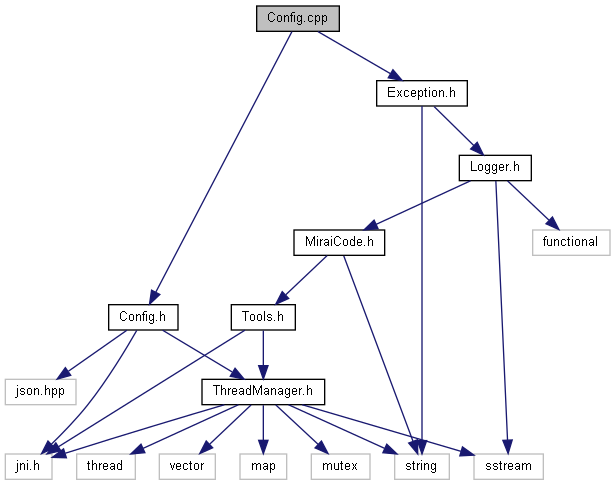 Config.cpp
Exception.h
Logger.h
MiraiCode.h
functional
Config.h
Tools.h
json.hpp
ThreadManager.h
jni.h
thread
vector
map
mutex
string
sstream